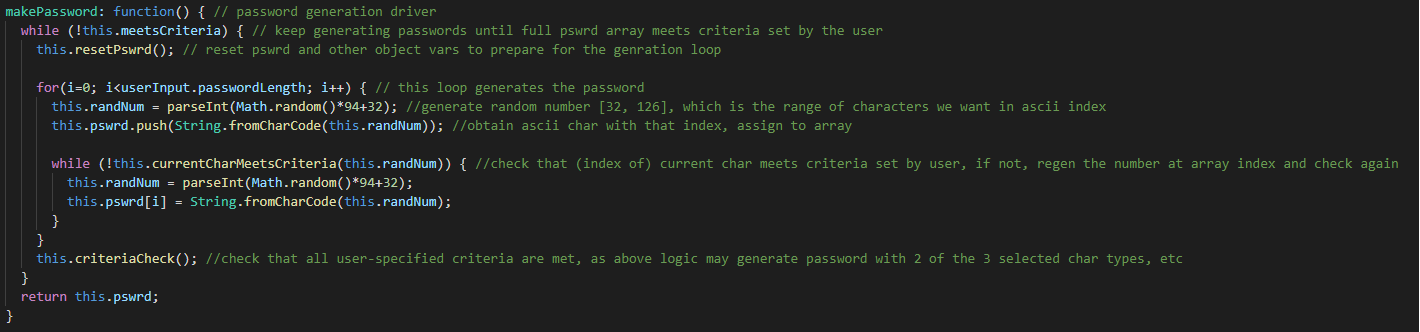 makePassword: function() { // password generation driver
while (!this.meetsCriteria) { // keep generating passwords until full pswrd array meets criteria set by the user
this.resetPswrd(); // reset pswrd and other object vars to prepare for the genration loop
for(i=0; i<userInput.passwordLength; i++) { // this loop generates the password
this.randNum = parseInt(Math.random()*94+32); //generate random number [32, 126], which is the range of characters we want in ascii index
this.pswrd.push(String.fromCharCode(this.randNum)); //obtain ascii char with that index, assign to array
while (!this.currentCharMeetsCriteria(this.randNum)) { //check that (index of) current char meets criteria set by user, if not, regen the number at array index and check again
this.randNum = parseInt(Math.random()*94+32);
this.pswrd[i] = String.fromCharCode(this.randNum);
}
}
this.criteriaCheck(); //check that all user-specified criteria are met, as above logic may generate password with 2 of the 3 selected char types, etc
}
return this.pswrd;
}